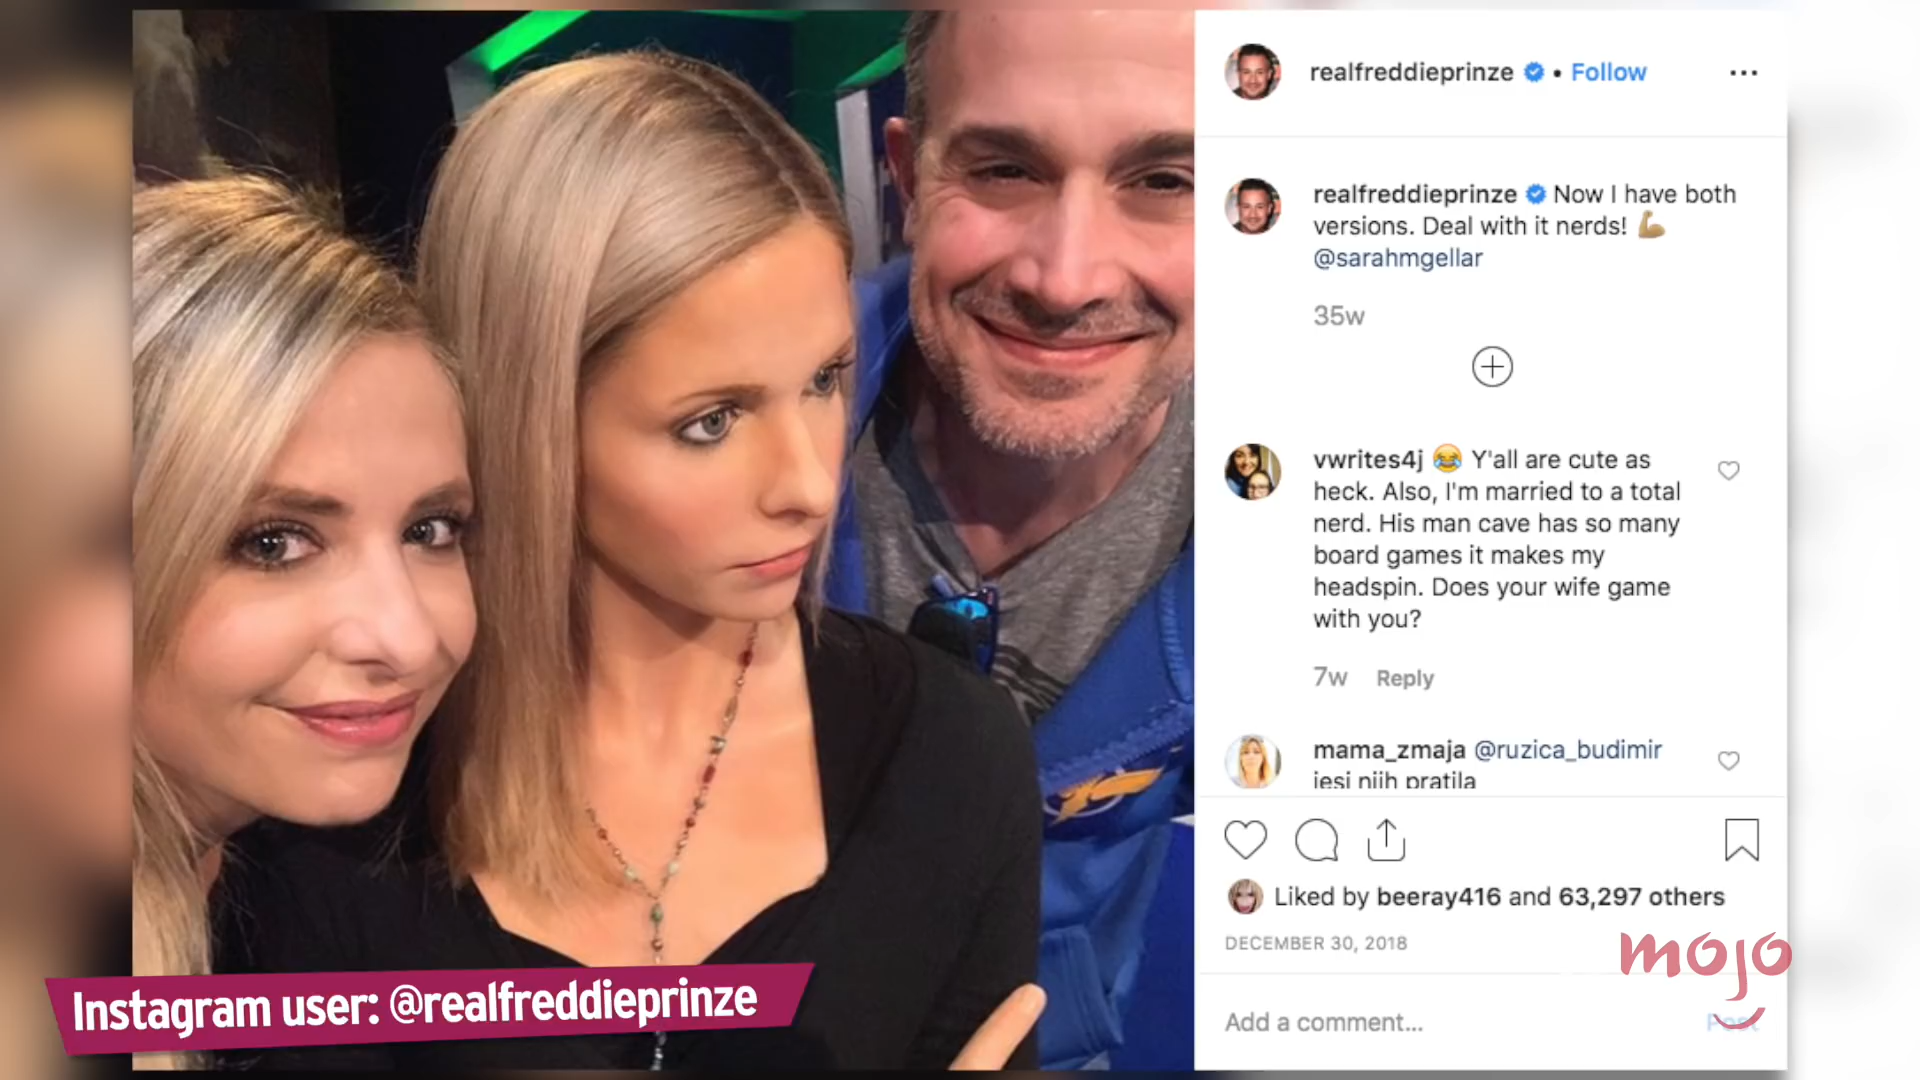 realfreddieprinze • Follow
realfreddieprinze Now I have both
versions. Deal with it nerds! 💪🏽
@sarahmgellar
35w
vwrites4j 😂 Y'all are cute as
heck. Also, I'm married to a total
nerd. His man cave has so many
board games it makes my
headspin. Does your wife game
with you?
7w Reply
mama_zmaja @ruzica_budimir
jesi njih pratila
Liked by beeray416 and 63,297 others
DECEMBER 30, 2018
mojo
Add a comment...
Post
Instagram user: @realfreddieprinze